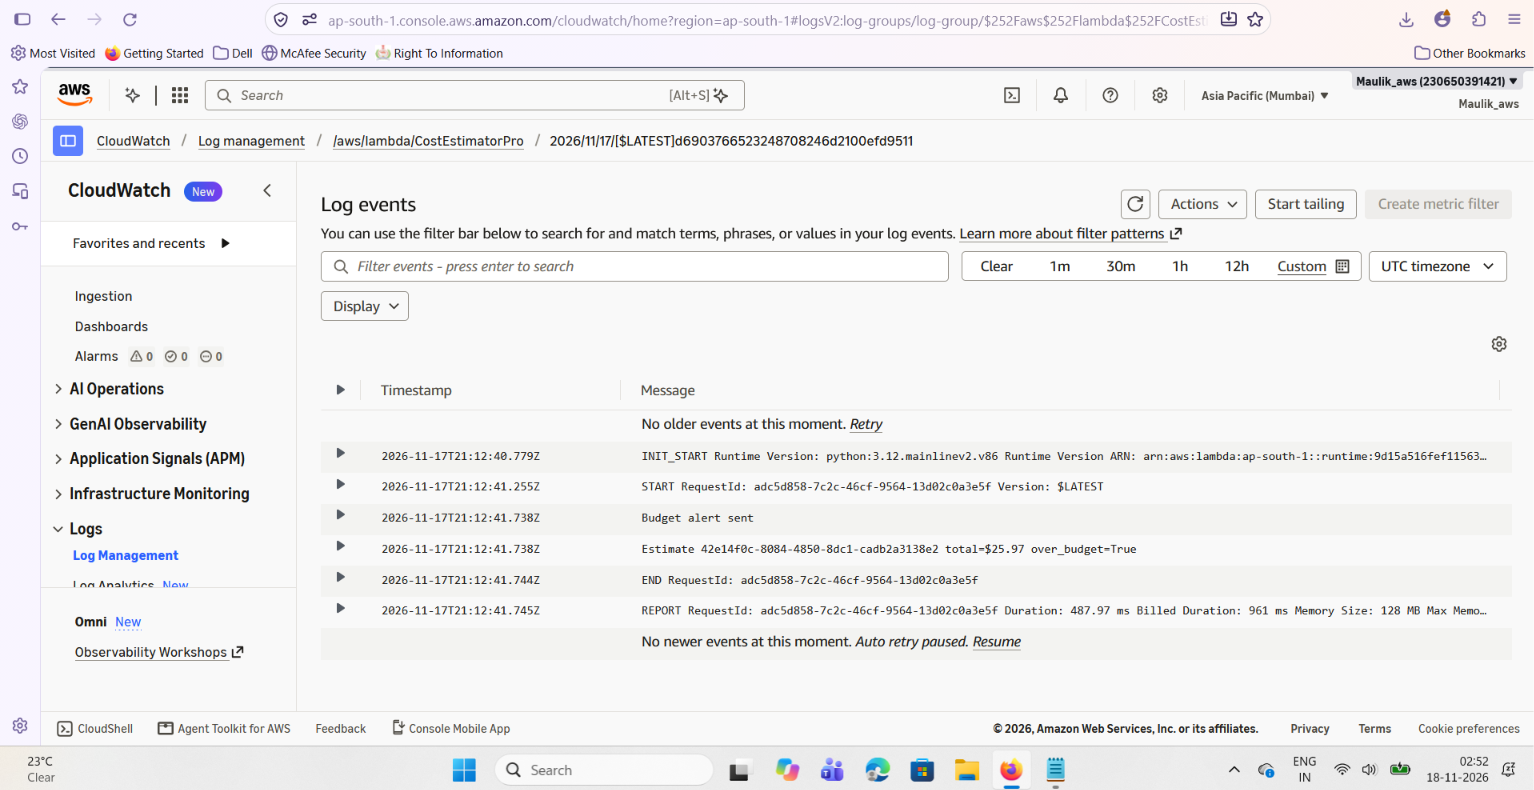 ap-south-1.console.aws.amazon.com/cloudwatch/home?region=ap-south-1#logsV2:log-groups/log-group/$252Faws$252Flambda$252FCostEst
Most Visited Getting Started Dell McAfee Security Right To Information Other Bookmarks
aws Search [Alt+S] Asia Pacific (Mumbai) Maulik_aws (230650391421)
Maulik_aws
CloudWatch / Log management / /aws/lambda/CostEstimatorPro / 2026/11/17/[$LATEST]d6903766523248708246d2100efd9511
CloudWatch New
Favorites and recents
Ingestion
Dashboards
Alarms 0 0 0
AI Operations
GenAI Observability
Application Signals (APM)
Infrastructure Monitoring
Logs
Log Management
Log Analytics New
Omni New
Observability Workshops
Log events
Actions Start tailing Create metric filter
You can use the filter bar below to search for and match terms, phrases, or values in your log events. Learn more about filter patterns
Filter events - press enter to search Clear 1m 30m 1h 12h Custom UTC timezone
Display
Timestamp Message
No older events at this moment. Retry
2026-11-17T21:12:40.779Z INIT_START Runtime Version: python:3.12.mainlinev2.v86 Runtime Version ARN: arn:aws:lambda:ap-south-1::runtime:9d15a516fef11563…
2026-11-17T21:12:41.255Z START RequestId: adc5d858-7c2c-46cf-9564-13d02c0a3e5f Version: $LATEST
2026-11-17T21:12:41.738Z Budget alert sent
2026-11-17T21:12:41.738Z Estimate 42e14f0c-8084-4850-8dc1-cadb2a3138e2 total=$25.97 over_budget=True
2026-11-17T21:12:41.744Z END RequestId: adc5d858-7c2c-46cf-9564-13d02c0a3e5f
2026-11-17T21:12:41.745Z REPORT RequestId: adc5d858-7c2c-46cf-9564-13d02c0a3e5f Duration: 487.97 ms Billed Duration: 961 ms Memory Size: 128 MB Max Memo…
No newer events at this moment. Auto retry paused. Resume
CloudShell Agent Toolkit for AWS Feedback Console Mobile App © 2026, Amazon Web Services, Inc. or its affiliates. Privacy Terms Cookie preferences
23°C
Clear
Search
ENG
IN
02:52
18-11-2026